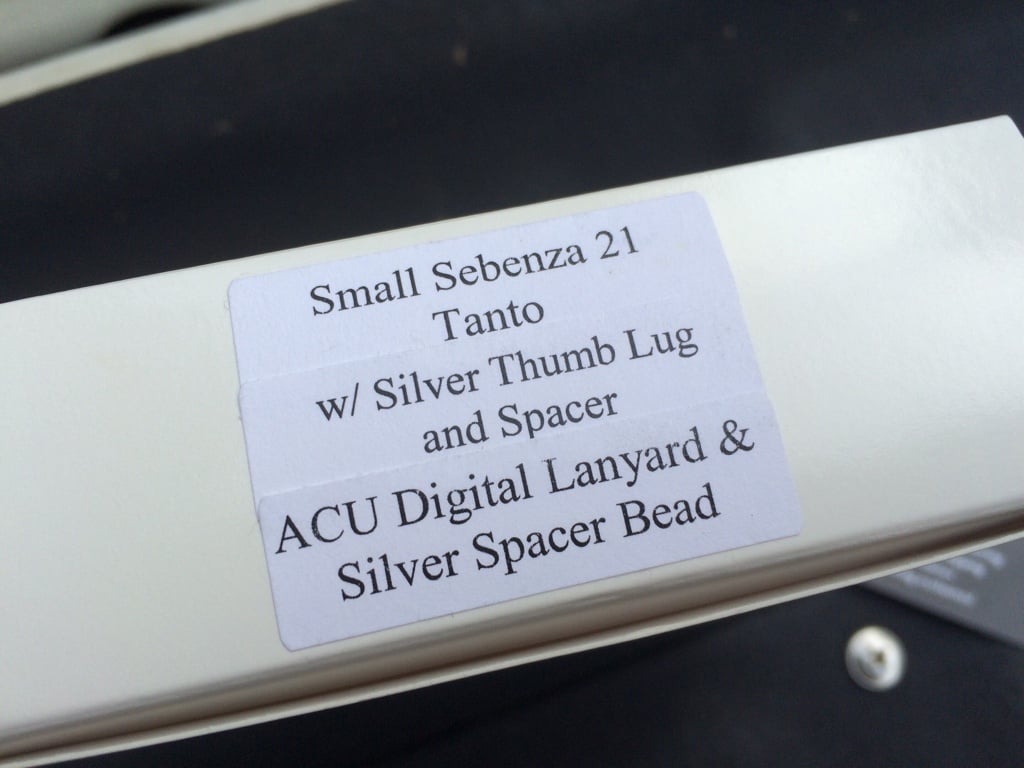 Small Sebenza 21
Tanto
w/ Silver Thumb Lug
and Spacer
ACU Digital Lanyard &
Silver Spacer Bead